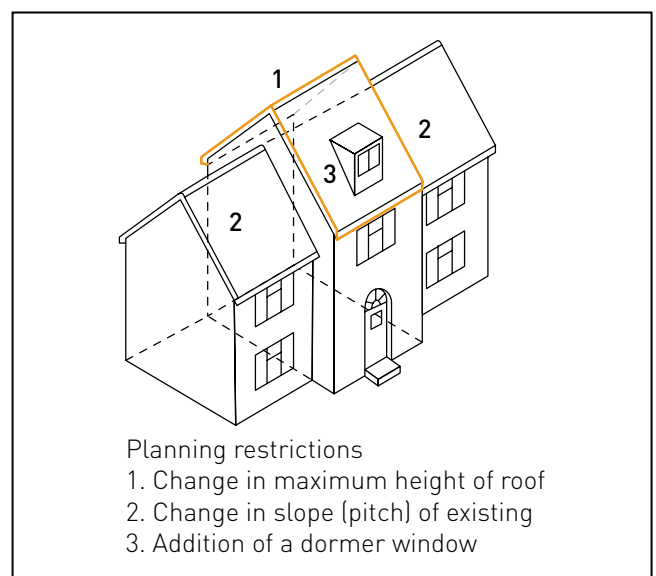 1
2
3
2
Planning restrictions
1. Change in maximum height of roof
2. Change in slope (pitch) of existing
3. Addition of a dormer window